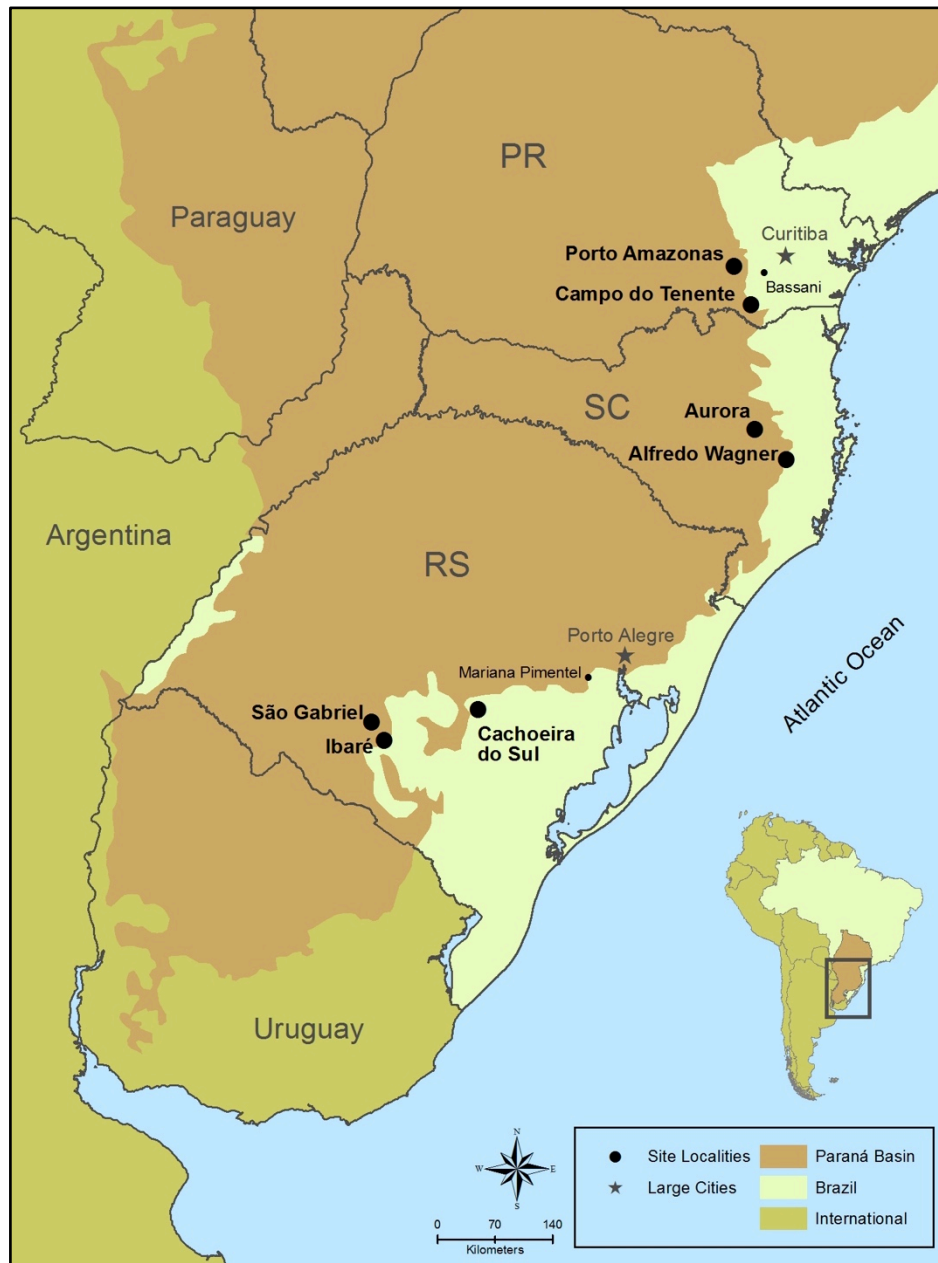 PR
Paraguay
Curitiba
Porto Amazonas
Bassani
Campo do Tenente
SC
Aurora
Alfredo Wagner
Argentina
RS
Porto Alegre
Mariana Pimentel
Atlantic Ocean
São Gabriel
Ibaré
Cachoeira
do Sul
Uruguay
N
W
E
S
0 70 140
Kilometers
Site Localities
Large Cities
Paraná Basin
Brazil
International